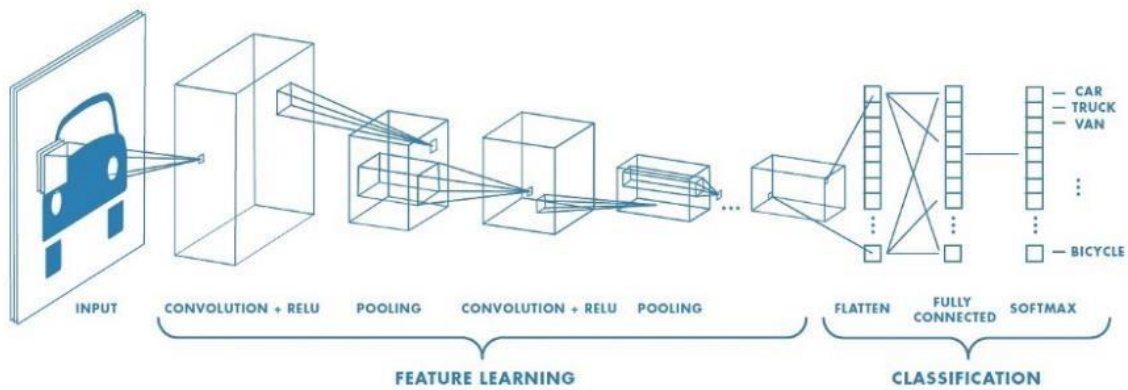 CAR
TRUCK
VAN
...
⋮
⋮
⋮
⋮
BICYCLE
INPUT
CONVOLUTION + RELU
POOLING
CONVOLUTION + RELU
POOLING
FLATTEN
FULLY
CONNECTED
SOFTMAX
FEATURE LEARNING
CLASSIFICATION